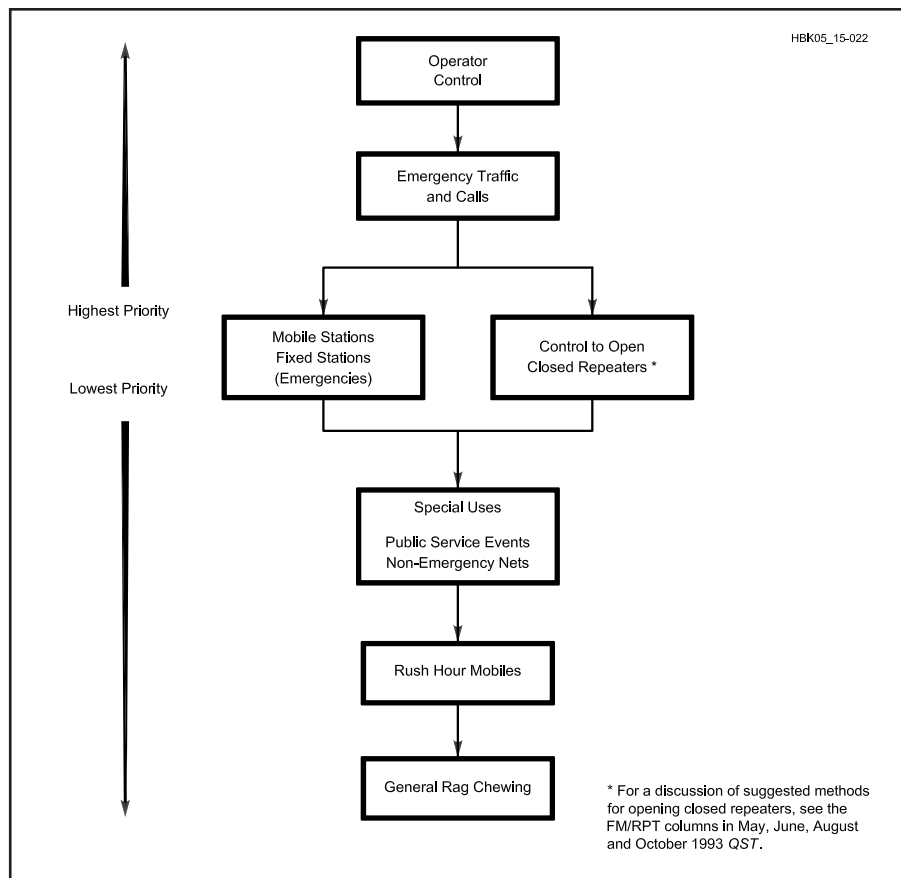 HBK05_15-022
Operator
Control
Emergency Traffic
and Calls
Highest Priority
Mobile Stations
Fixed Stations
(Emergencies)
Control to Open
Closed Repeaters *
Lowest Priority
Special Uses
Public Service Events
Non-Emergency Nets
Rush Hour Mobiles
General Rag Chewing
* For a discussion of suggested methods
for opening closed repeaters, see the
FM/RPT columns in May, June, August
and October 1993 QST.